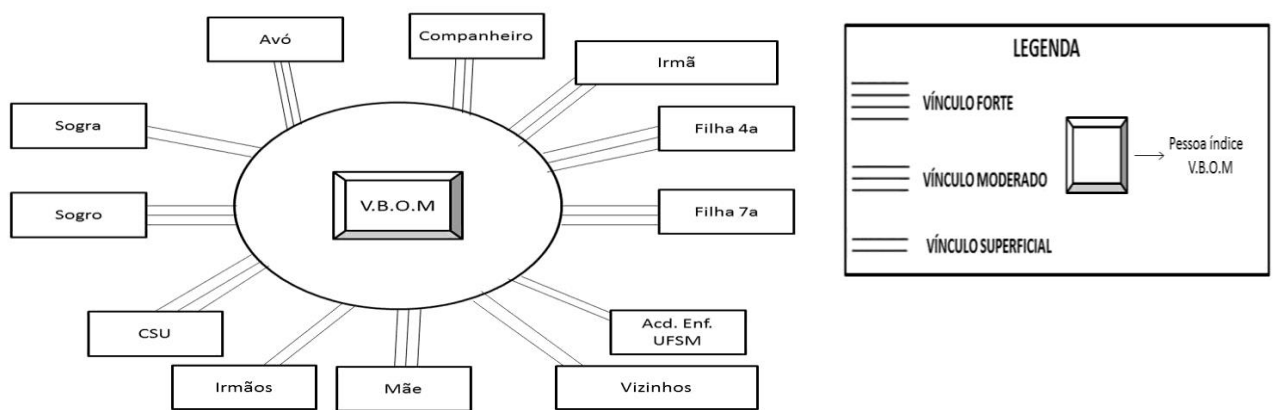 Avó
Companheiro
Irmã
Sogra
Filha 4a
Sogro
V.B.O.M
Filha 7a
CSU
Acd. Enf.
UFSM
Irmãos
Mãe
Vizinhos
LEGENDA
VÍNCULO FORTE
Pessoa índice
V.B.O.M
VÍNCULO MODERADO
VÍNCULO SUPERFICIAL